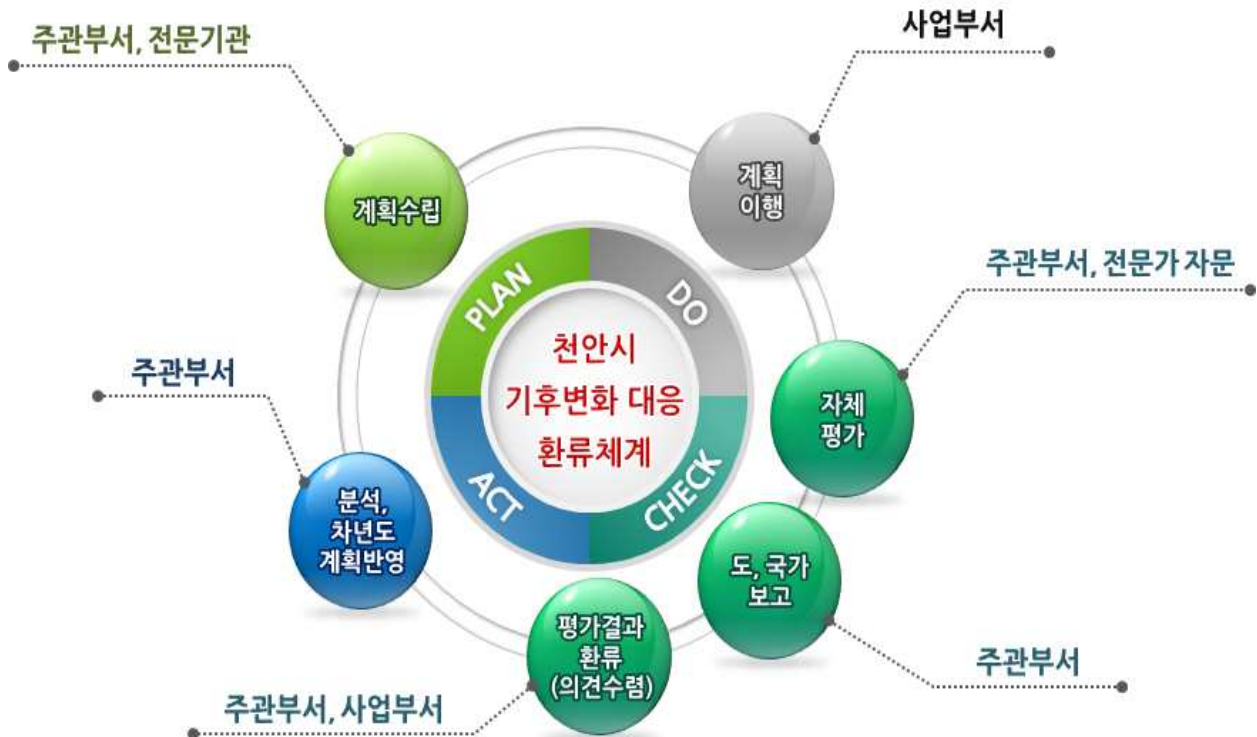 사업부서
주관부서, 전문기관
계획
이행
계획수립
주관부서, 전문가 자문
PLAN
DO
천안시
기후변화 대응
환류체계
주관부서
자체
평가
ACT
CHECK
분석,
차년도
계획반영
도, 국가
보고
평가결과
환류
(의견수렴)
주관부서
주관부서, 사업부서